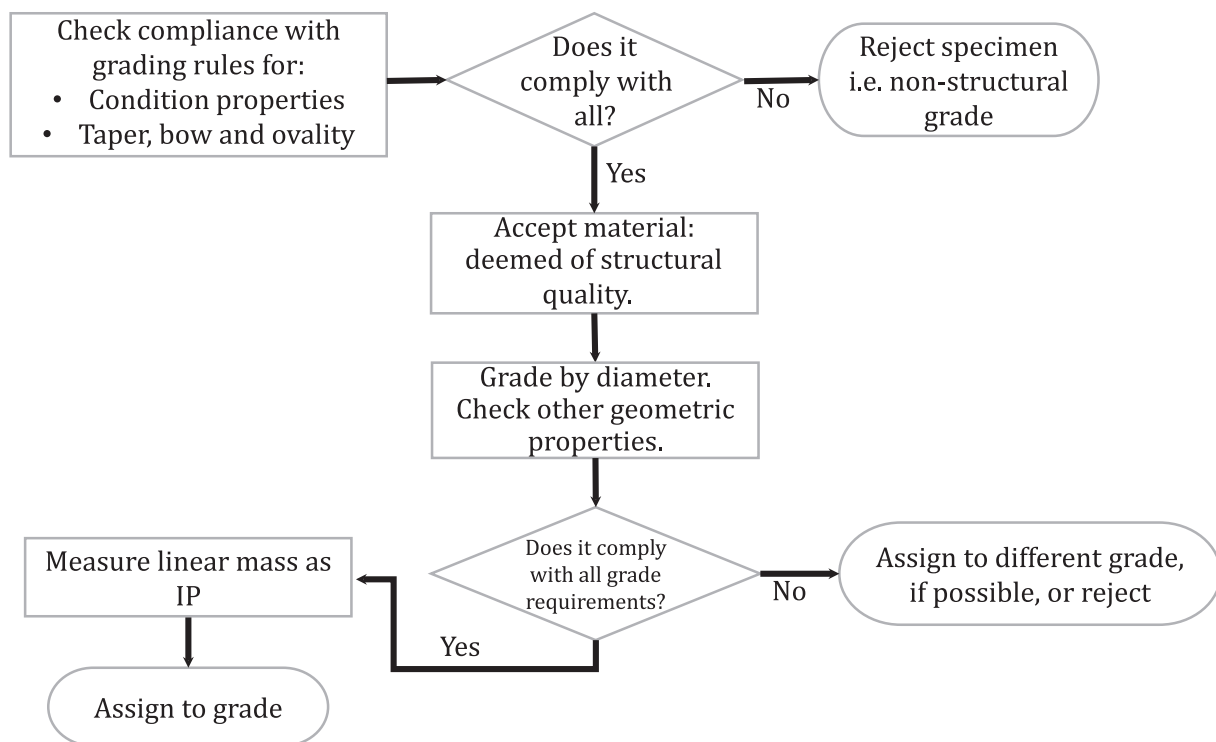 Check compliance with
grading rules for:
• Condition properties
• Taper, bow and ovality
Does it
comply with
all?
No
Reject specimen
i.e. non-structural
grade
Yes
Accept material:
deemed of structural
quality.
Grade by diameter.
Check other geometric
properties.
Does it comply
with all grade
requirements?
No
Assign to different grade,
if possible, or reject
Yes
Measure linear mass as
IP
Assign to grade